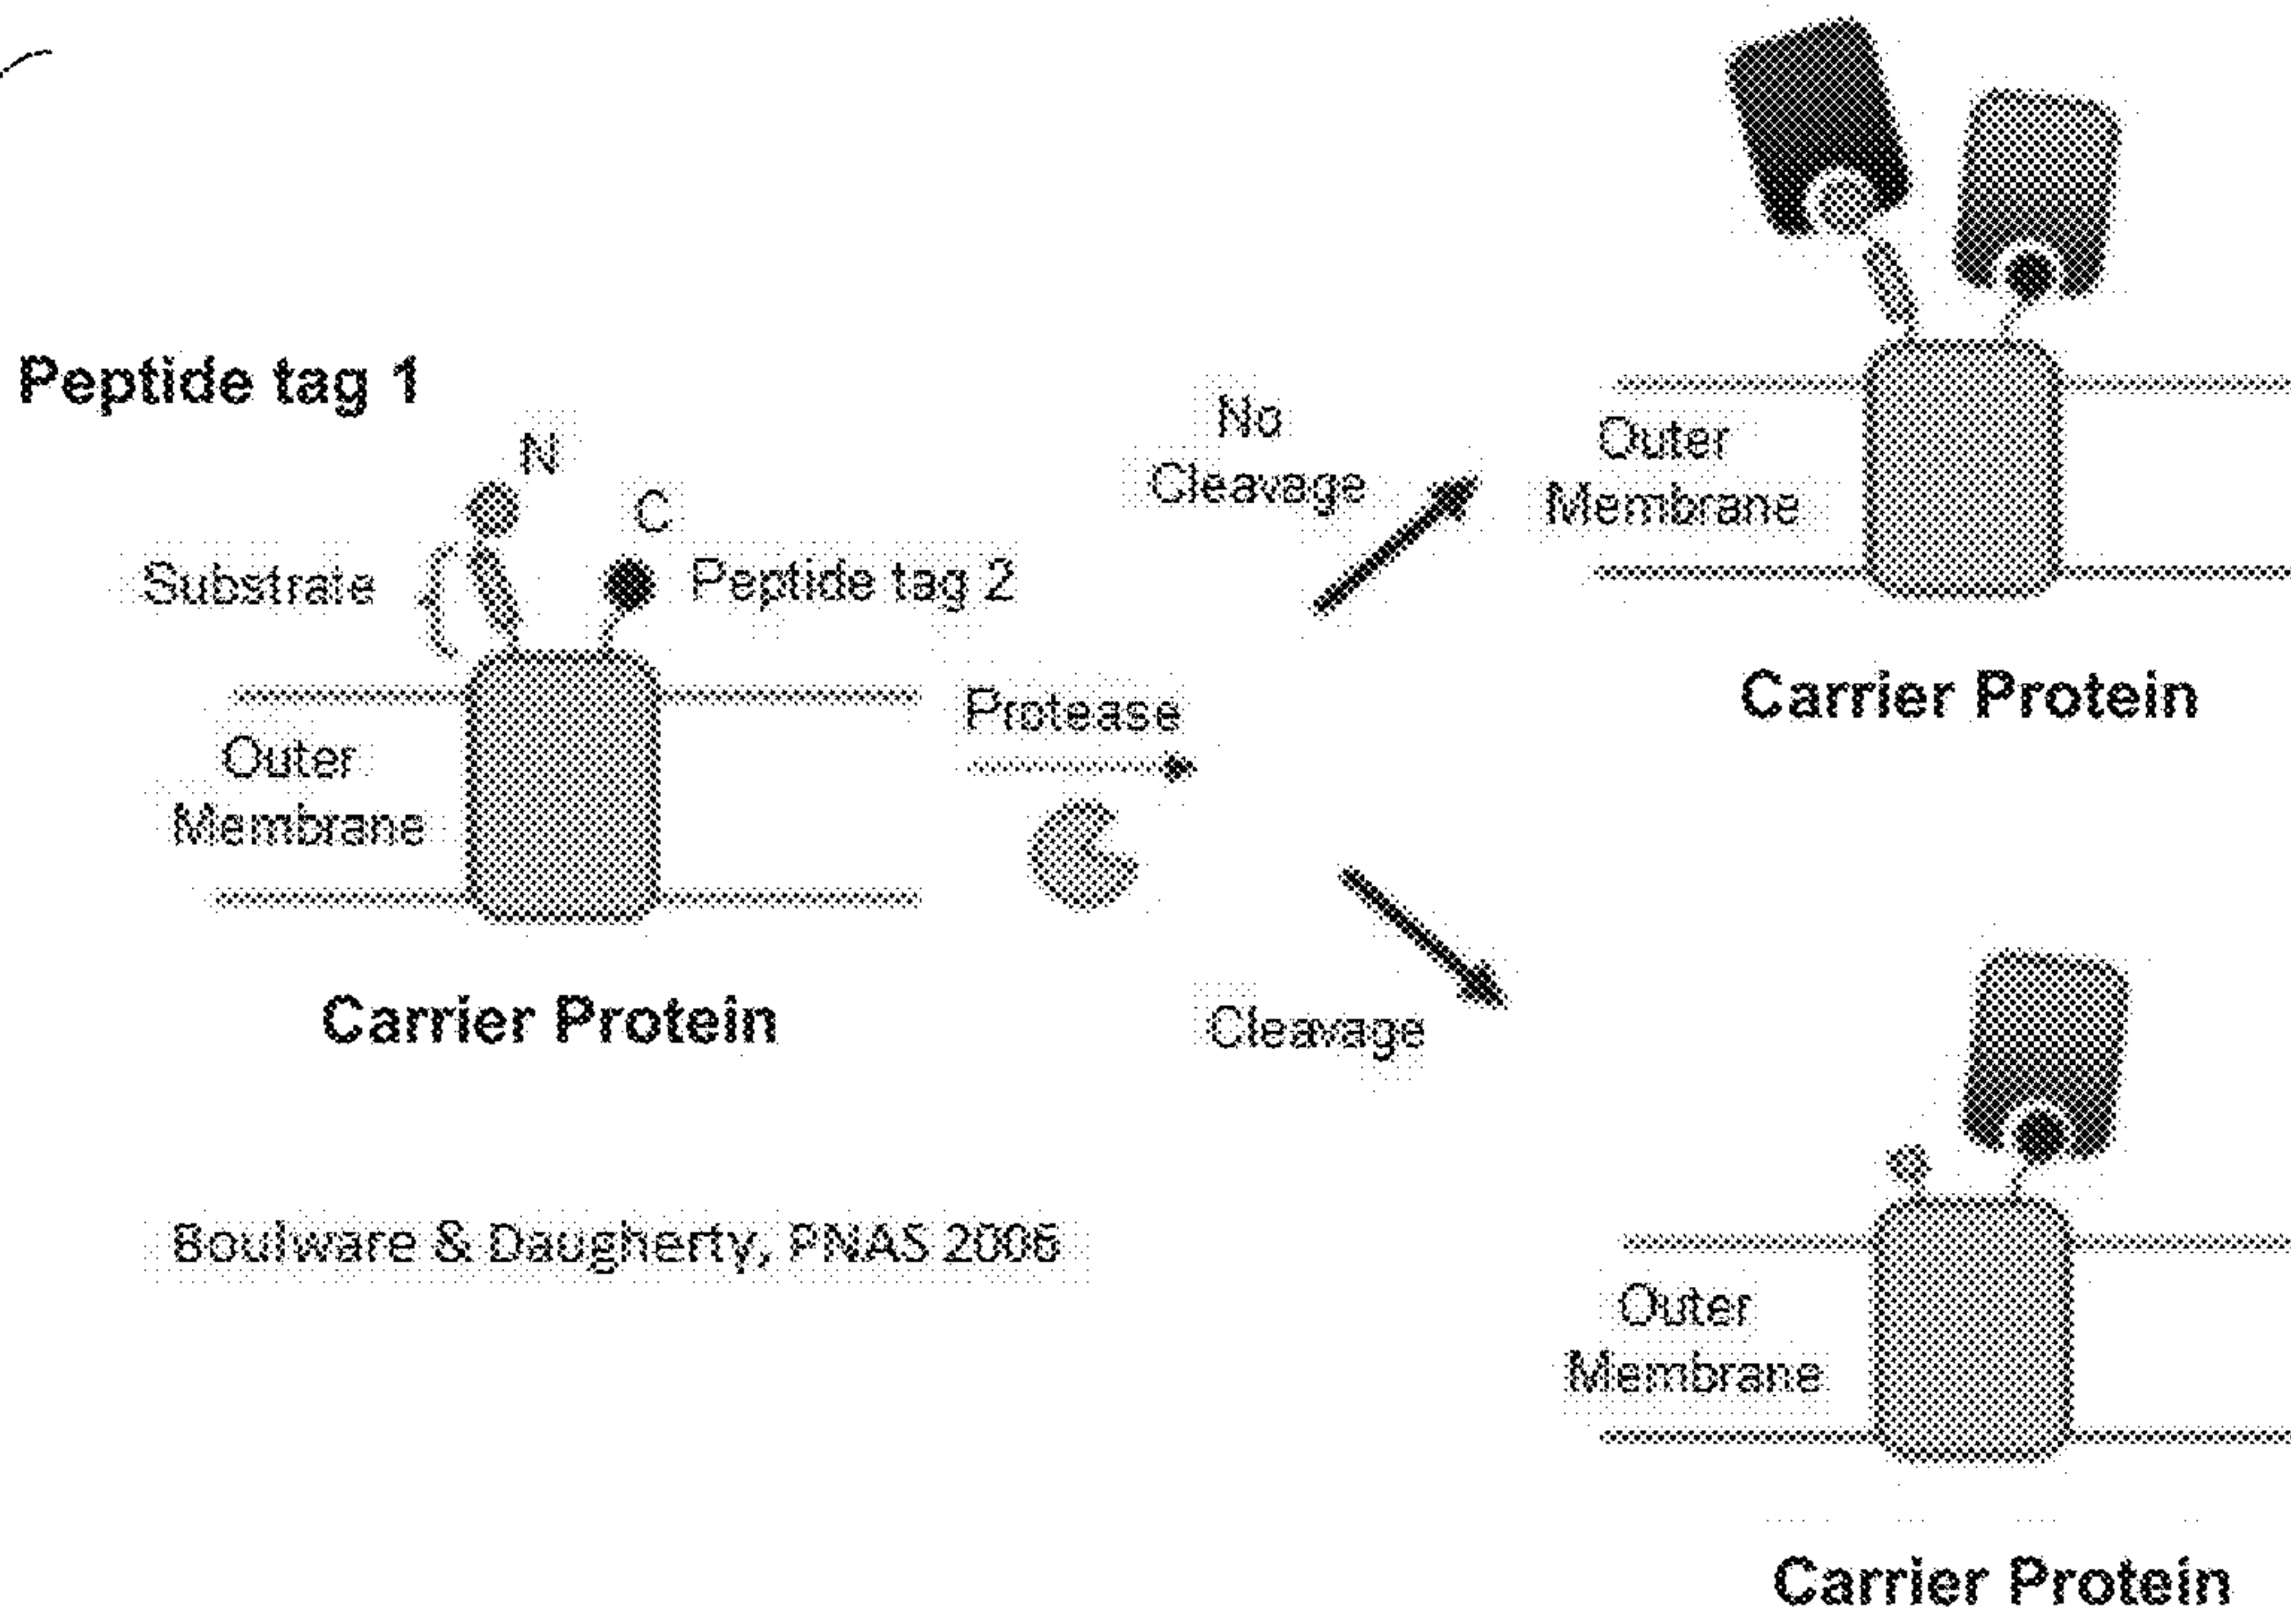 Peptide tag 1
N
C
Substrate
Peptide tag 2
Outer
Membrane
Carrier Protein
Protease
No
Cleavage
Cleavage
Outer
Membrane
Carrier Protein
Outer
Membrane
Carrier Protein
Boulware & Daugherty, PNAS 2006